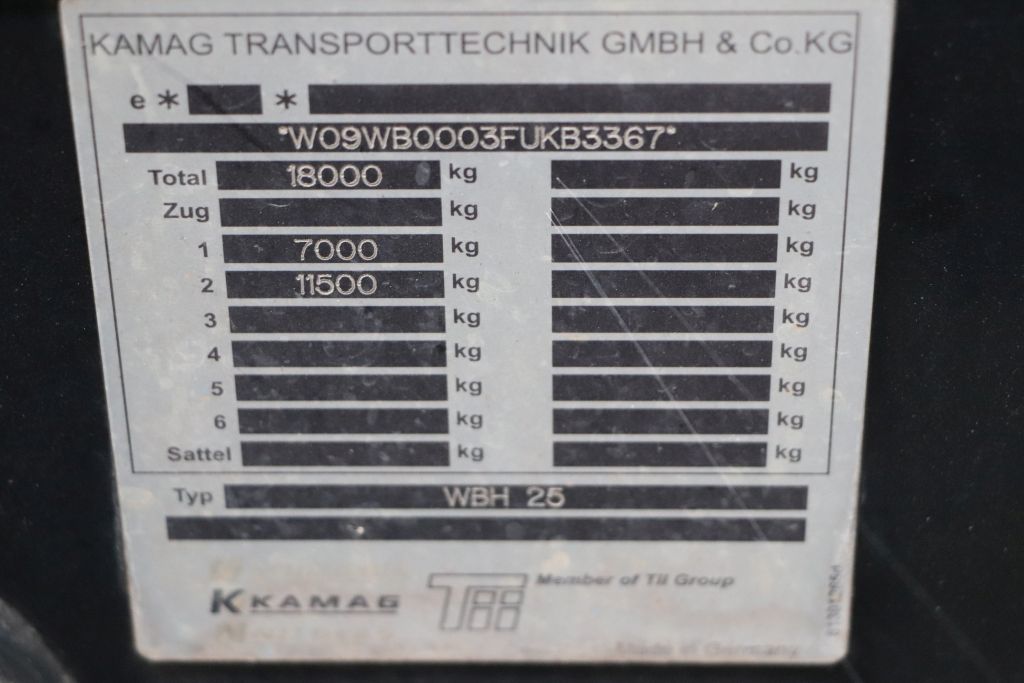 KAMAG TRANSPORTTECHNIK GMBH & Co.KG
e * *
*W09WB0003FUKB3367*
Total 18000 kg kg
Zug kg kg
1 7000 kg kg
2 11500 kg kg
3 kg kg
4 kg kg
5 kg kg
6 kg kg
Sattel kg kg
Typ WBH 25
K KAMAG TII Member of TII Group
Made in Germany